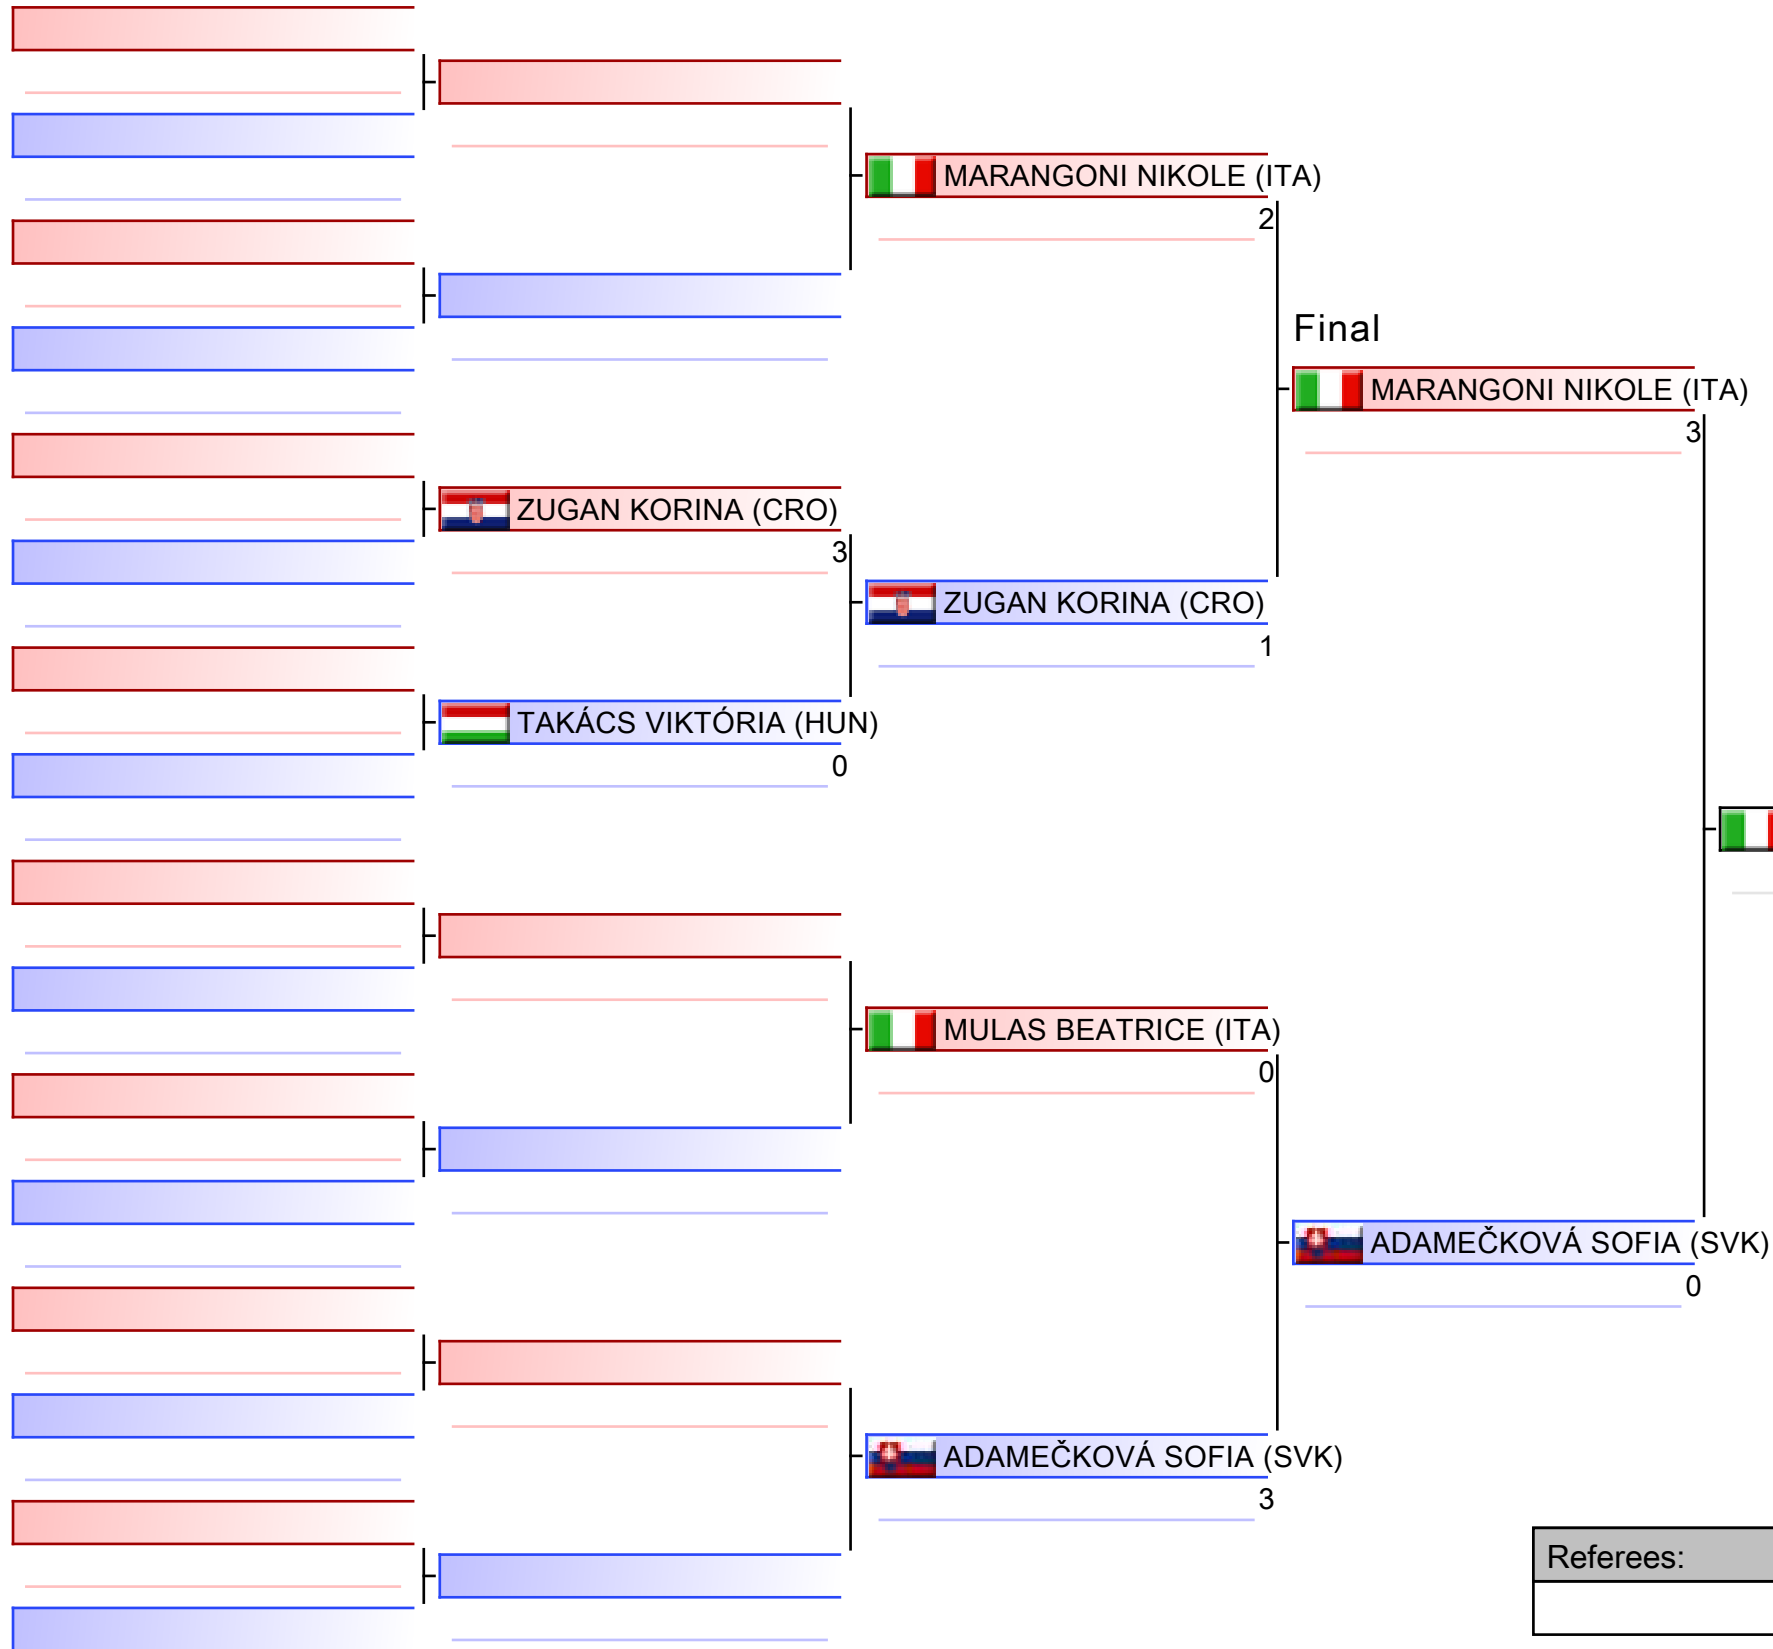 MARANGONI NIKOLE (ITA)
2
Final
MARANGONI NIKOLE (ITA)
3
ZUGAN KORINA (CRO)
3
ZUGAN KORINA (CRO)
1
TAKÁCS VIKTÓRIA (HUN)
0
MULAS BEATRICE (ITA)
0
ADAMEČKOVÁ SOFIA (SVK)
0
ADAMEČKOVÁ SOFIA (SVK)
3
Referees: